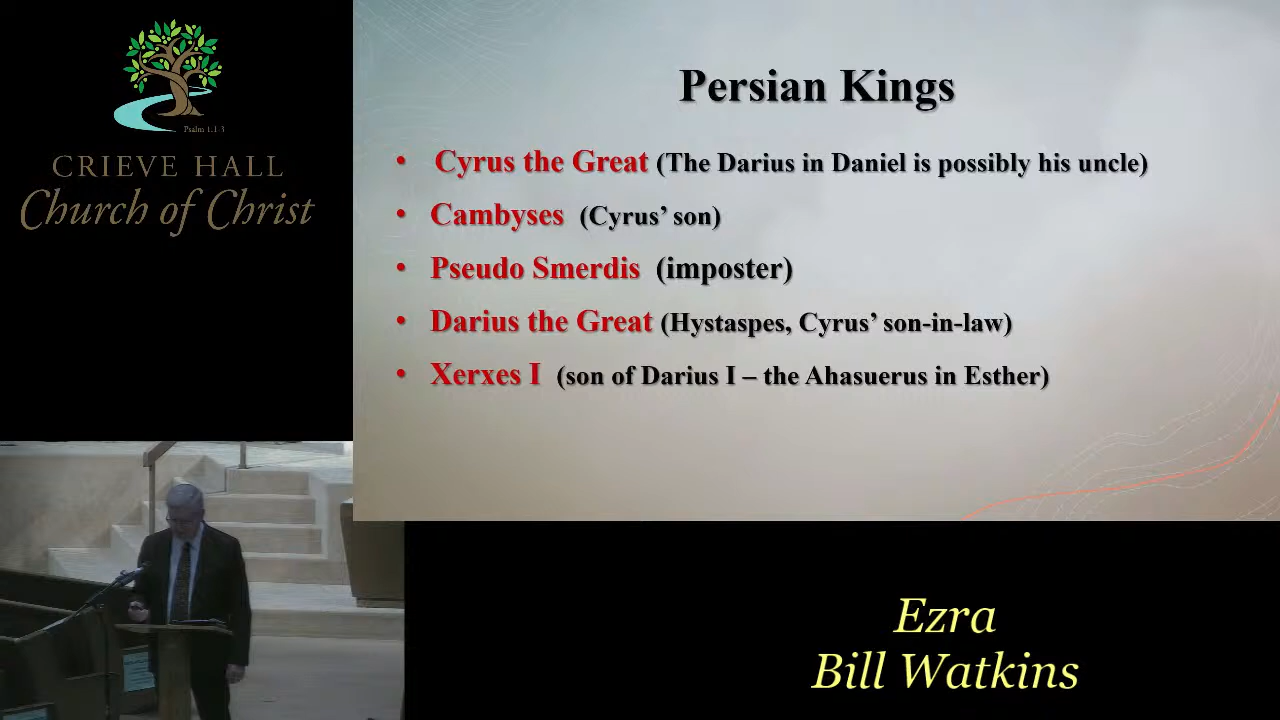 Psalm 1.1-3
CRIEVE HALL
Church of Christ
Persian Kings
• Cyrus the Great (The Darius in Daniel is possibly his uncle)
• Cambyses (Cyrus’ son)
• Pseudo Smerdis (imposter)
• Darius the Great (Hystaspes, Cyrus’ son-in-law)
• Xerxes I (son of Darius I – the Ahasuerus in Esther)
Ezra
Bill Watkins